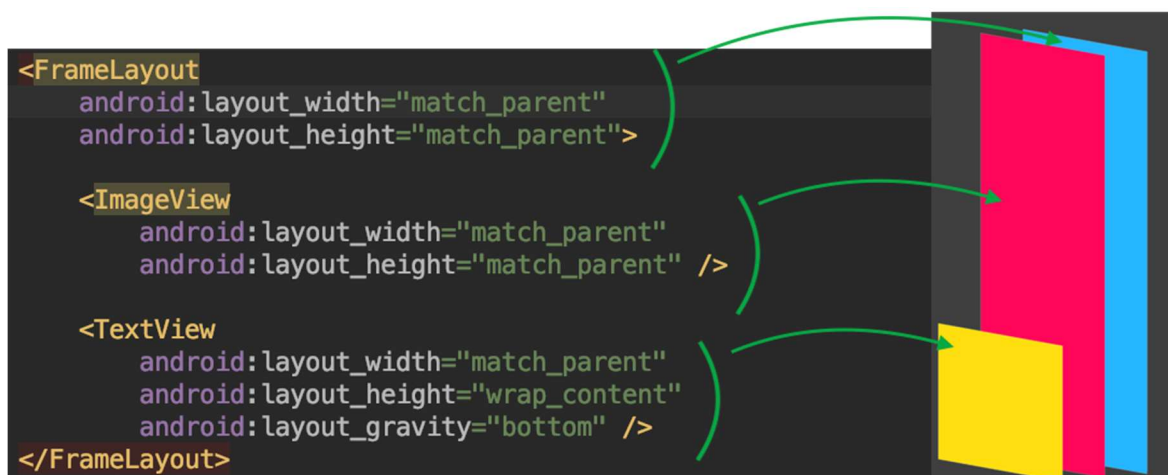 <FrameLayout
android:layout_width="match_parent"
android:layout_height="match_parent">
<ImageView
android:layout_width="match_parent"
android:layout_height="match_parent" />
<TextView
android:layout_width="match_parent"
android:layout_height="wrap_content"
android:layout_gravity="bottom" />
</FrameLayout>